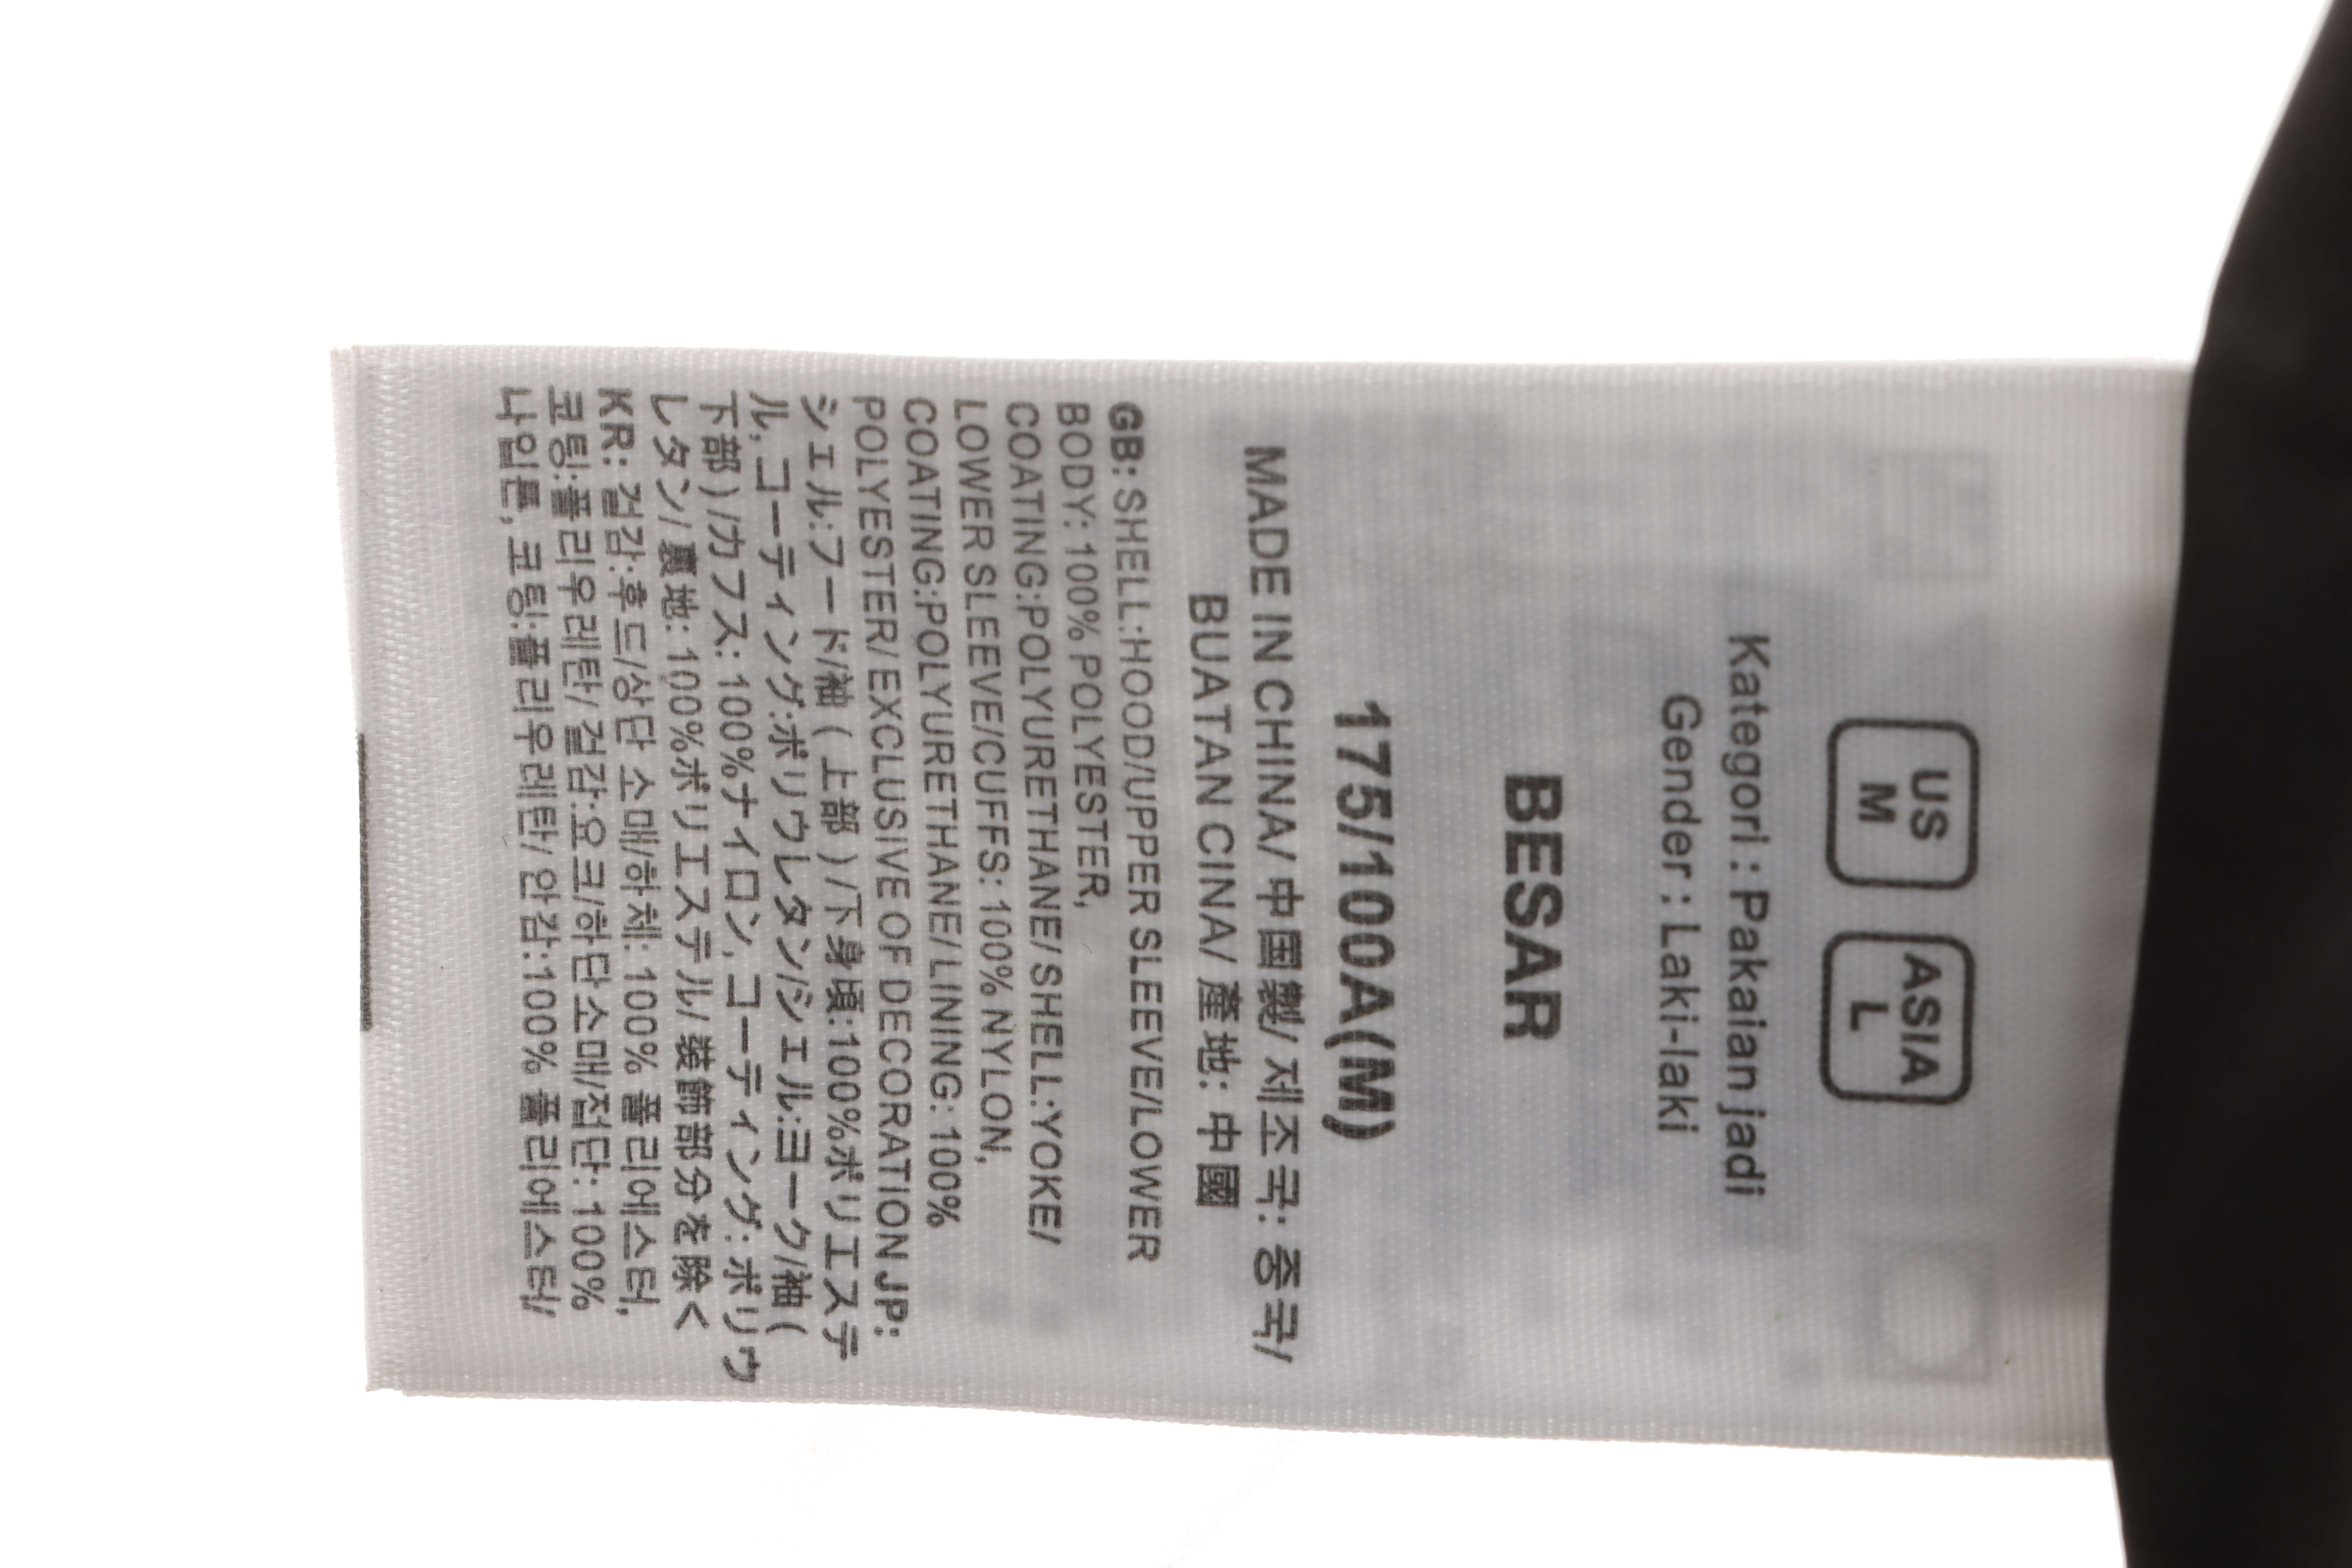 US
M
ASIA
L
Kategori : Pakaian jadi
Gender : Laki-laki
BESAR
175/100A(M)
MADE IN CHINA/ 中国製/ 제조국: 중국/
BUATAN CINA/ 產地: 中國
GB: SHELL:HOOD/UPPER SLEEVE/LOWER
BODY: 100% POLYESTER,
COATING:POLYURETHANE/ SHELL:YOKE/
LOWER SLEEVE/CUFFS: 100% NYLON,
COATING:POLYURETHANE/ LINING: 100%
POLYESTER/ EXCLUSIVE OF DECORATION JP:
シェル:フード/袖 ( 上部 ) /下身頃:100%ポリエステ
ル, コーティング:ポリウレタン/シェル:ヨーク/袖 (
下部 ) /カフス: 100%ナイロン, コーティング: ポリウ
レタン/ 裏地: 100%ポリエステル/ 装飾部分を除く
KR: 겉감:후드/상단 소매/하체: 100% 폴리에스터,
코팅:폴리우레탄/ 겉감:요크/하단소매/접단: 100%
나일론, 코팅:폴리우레탄/ 안감:100% 폴리에스터/